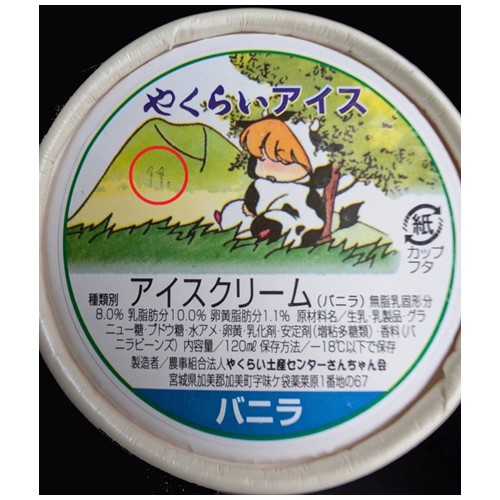 やくらいアイス
11.
紙
カップ
フタ
種類別 アイスクリーム(バニラ)無脂乳固形分
8.0% 乳脂肪分10.0% 卵黄脂肪分1.1% 原材料名/生乳・乳製品・グラ
ニュー糖・ブドウ糖・水アメ・卵黄・乳化剤・安定剤(増粘多糖類)・香料(バ
ニラビーンズ) 内容量/120mℓ 保存方法/−18℃以下で保存
製造者/農事組合法人やくらい土産センターさんちゃん会
宮城県加美郡加美町字味ケ袋薬莱原1番地の67
バニラ